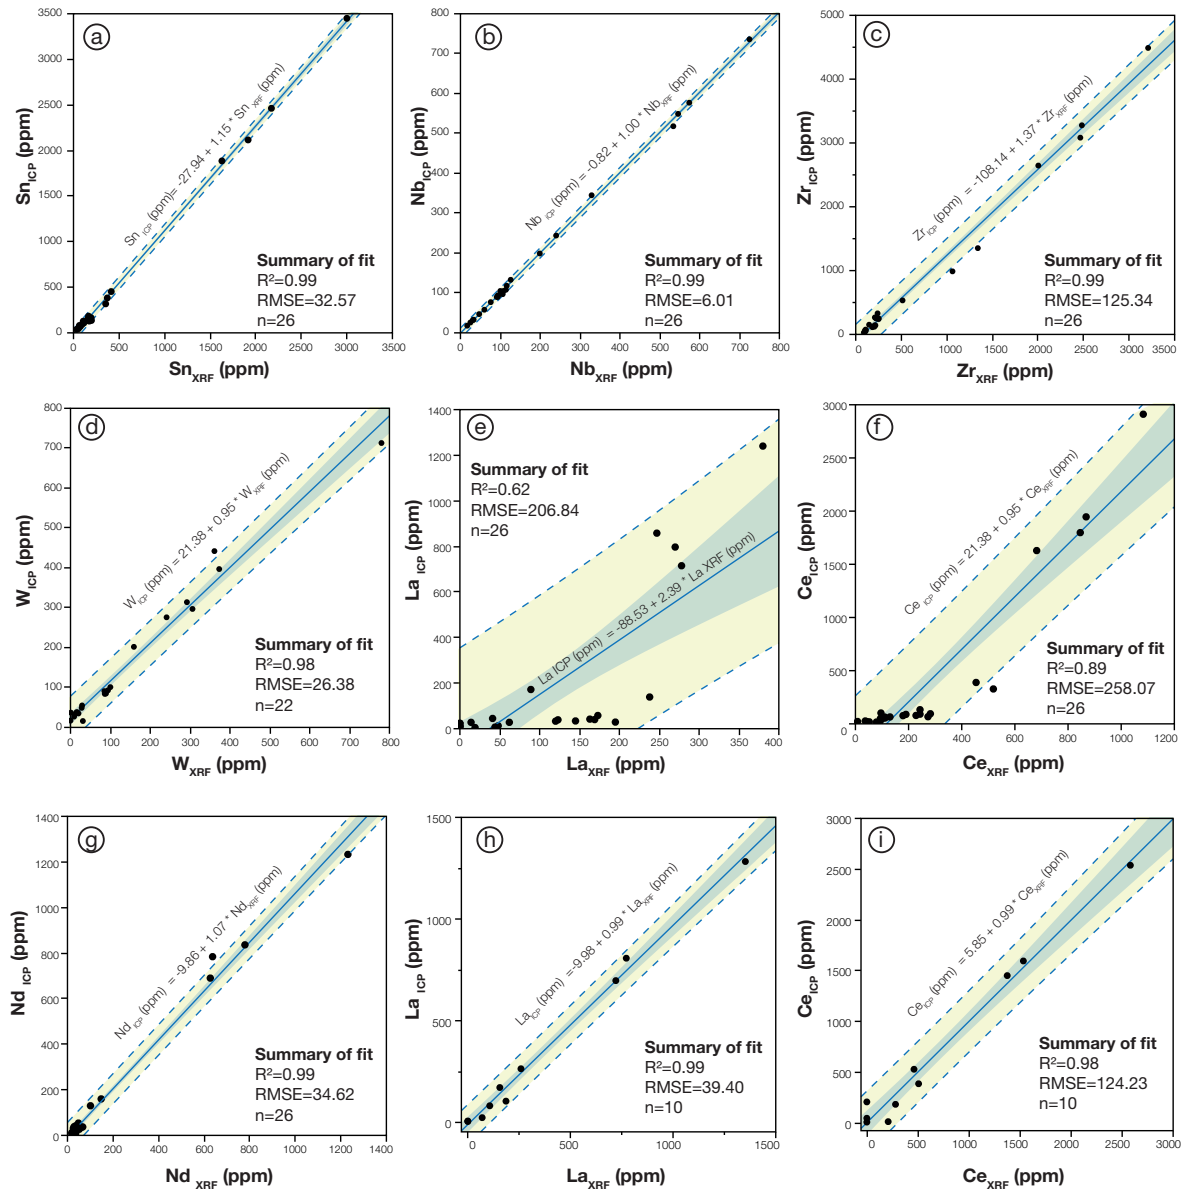 a
3500
3000
2500
2000
1500
1000
500
0
Sn ICP (ppm)
Sn ICP (ppm)= -27.94 + 1.15 * Sn XRF (ppm)
Summary of fit
R²=0.99
RMSE=32.57
n=26
0 500 1000 1500 2000 2500 3000 3500
Sn XRF (ppm)
b
800
700
600
500
400
300
200
100
0
Nb ICP (ppm)
Nb ICP (ppm) = -0.82 + 1.00 * Nb XRF (ppm)
Summary of fit
R²=0.99
RMSE=6.01
n=26
0 100 200 300 400 500 600 700 800
Nb XRF (ppm)
c
5000
4000
3000
2000
1000
0
Zr ICP (ppm)
Zr ICP (ppm) = -108.14 + 1.37 * Zr XRF (ppm)
Summary of fit
R²=0.99
RMSE=125.34
n=26
0 500 1000 1500 2000 2500 3000 3500
Zr XRF (ppm)
d
800
700
600
500
400
300
200
100
0
W ICP (ppm)
W ICP (ppm) = 21.38 + 0.95 * W XRF (ppm)
Summary of fit
R²=0.98
RMSE=26.38
n=22
0 100 200 300 400 500 600 700 800
W XRF (ppm)
e
1400
1200
1000
800
600
400
200
0
La ICP (ppm)
Summary of fit
R²=0.62
RMSE=206.84
n=26
La ICP (ppm) = -88.53 + 2.39 * La XRF (ppm)
0 50 100 150 200 250 300 350 400
La XRF (ppm)
f
3000
2500
2000
1500
1000
500
0
Ce ICP (ppm)
Ce ICP (ppm) = 21.38 + 0.95 * Ce XRF (ppm)
Summary of fit
R²=0.89
RMSE=258.07
n=26
0 200 400 600 800 1000 1200
Ce XRF (ppm)
g
1400
1200
1000
800
600
400
200
0
Nd ICP (ppm)
Nd ICP (ppm) = -9.86 + 1.07 * Nd XRF (ppm)
Summary of fit
R²=0.99
RMSE=34.62
n=26
0 200 400 600 800 1000 1200 1400
Nd XRF (ppm)
h
1500
1000
500
0
La ICP (ppm)
La ICP (ppm) =-9.98 + 0.99 * La XRF (ppm)
Summary of fit
R²=0.99
RMSE=39.40
n=10
0 500 1000 1500
La XRF (ppm)
i
3000
2500
2000
1500
1000
500
0
Ce ICP (ppm)
Ce ICP (ppm) = 5.85 + 0.99 * Ce XRF (ppm)
Summary of fit
R²=0.98
RMSE=124.23
n=10
0 500 1000 1500 2000 2500 3000
Ce XRF (ppm)